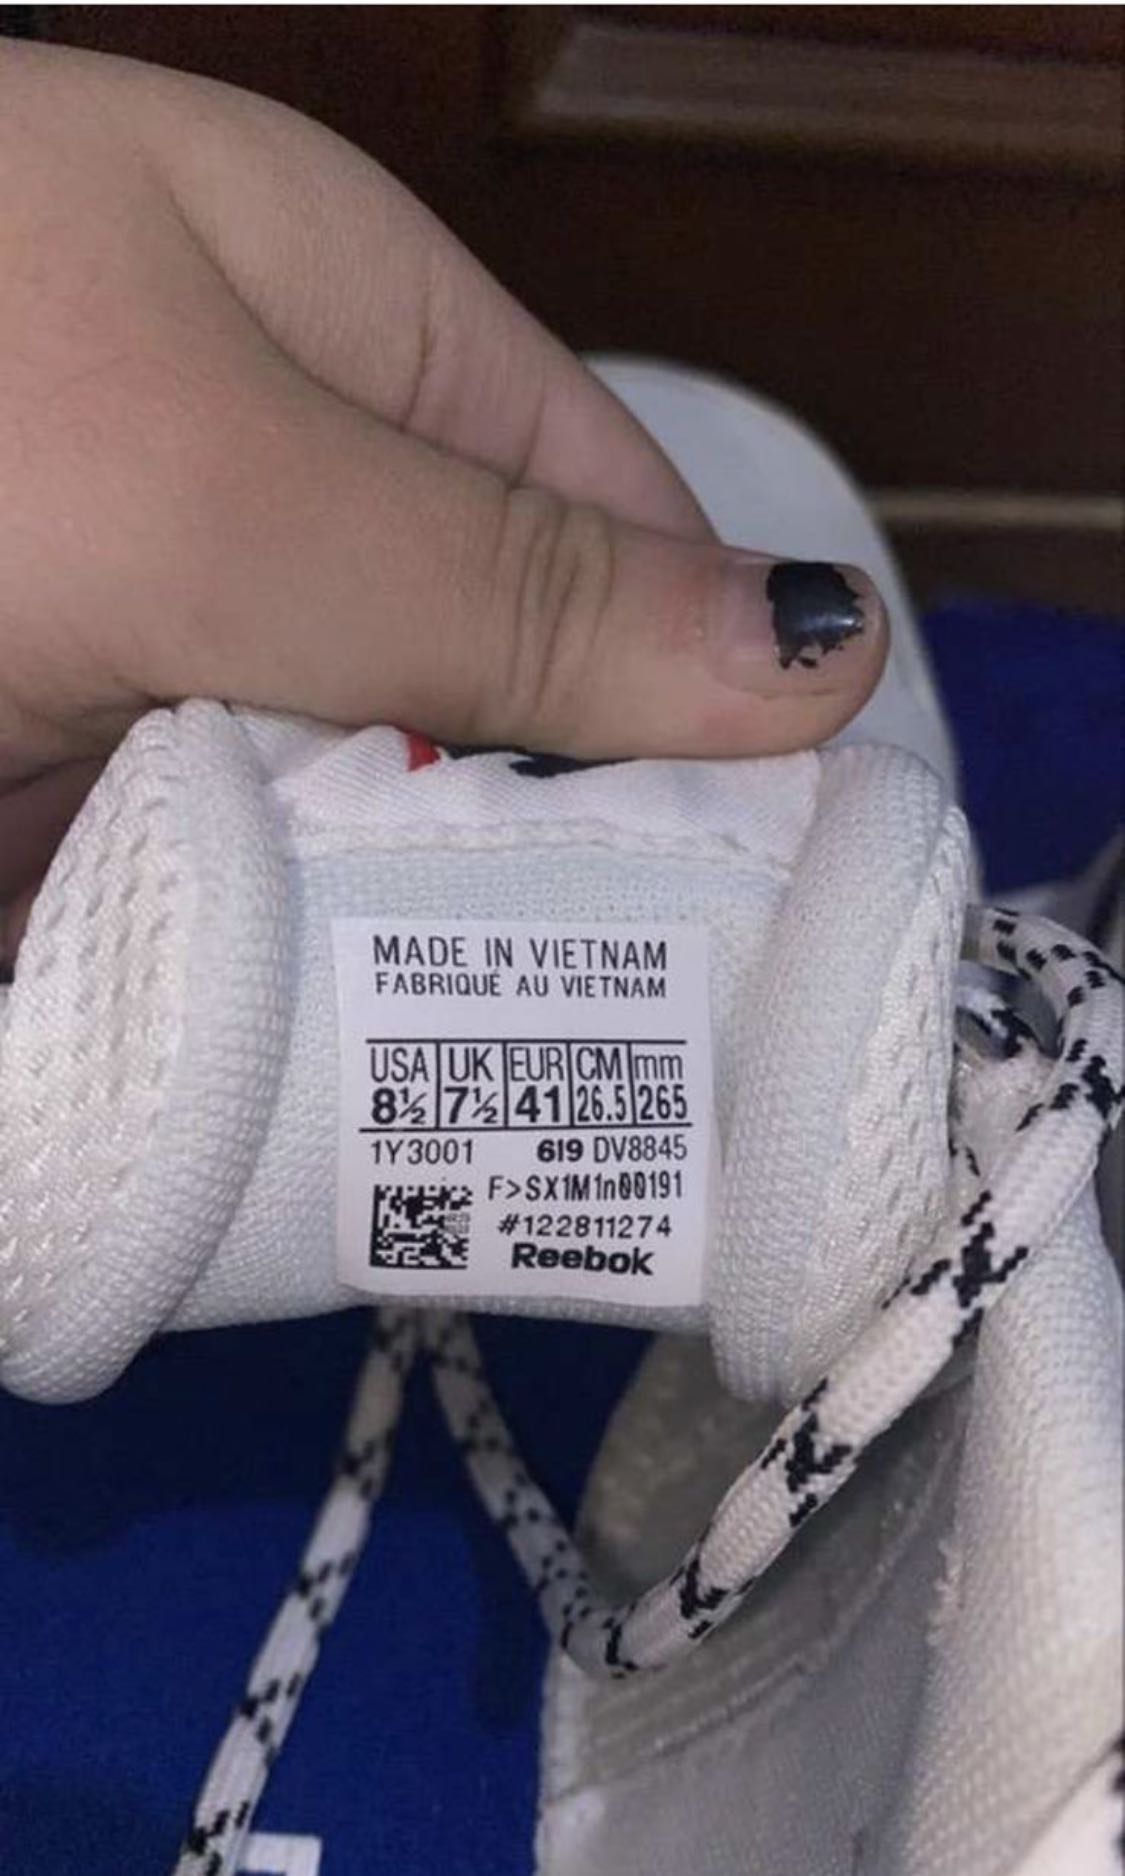 MADE IN VIETNAM
FABRIQUÉ AU VIETNAM
USA UK EUR CM mm
8½ 7½ 41 26.5 265
1Y3001 619 DV8845
F>SX1M1n00191
#122811274
Reebok